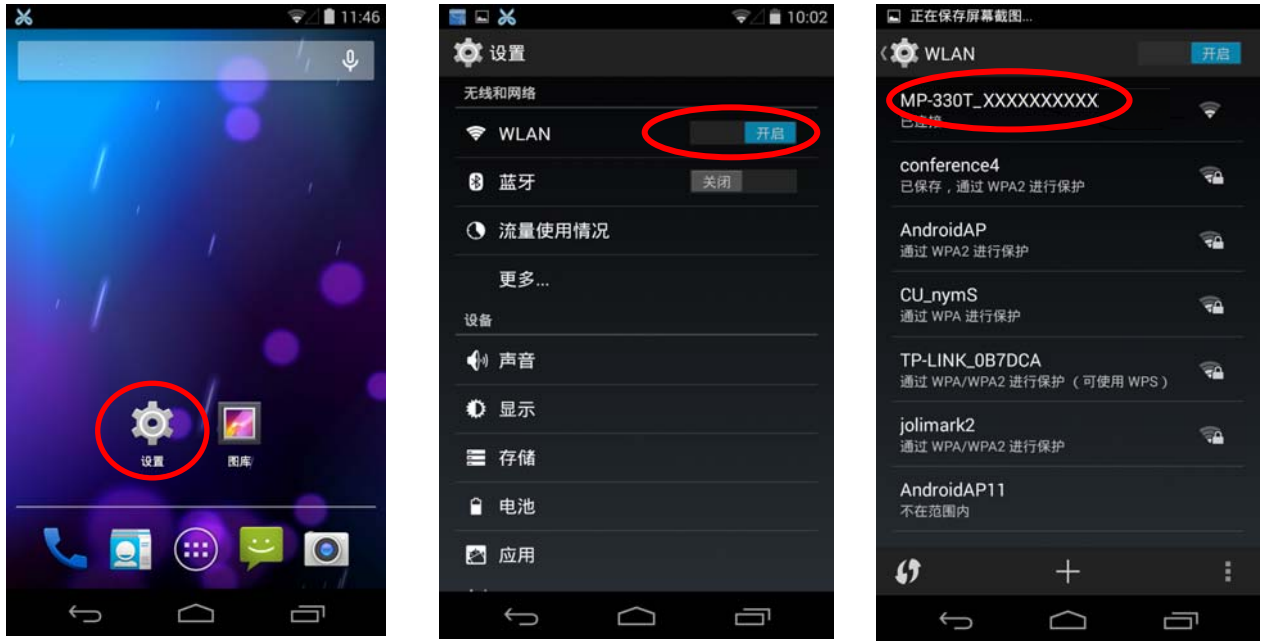 11:46
设置
图库
10:02
设置
无线和网络
WLAN
开启
蓝牙
关闭
流量使用情况
更多...
设备
声音
显示
存储
电池
应用
正在保存屏幕截图...
WLAN
开启
MP-330T_XXXXXXXXXX
已连接
conference4
已保存，通过 WPA2 进行保护
AndroidAP
通过 WPA2 进行保护
CU_nymS
通过 WPA 进行保护
TP-LINK_0B7DCA
通过 WPA/WPA2 进行保护（可使用 WPS）
jolimark2
通过 WPA/WPA2 进行保护
AndroidAP11
不在范围内